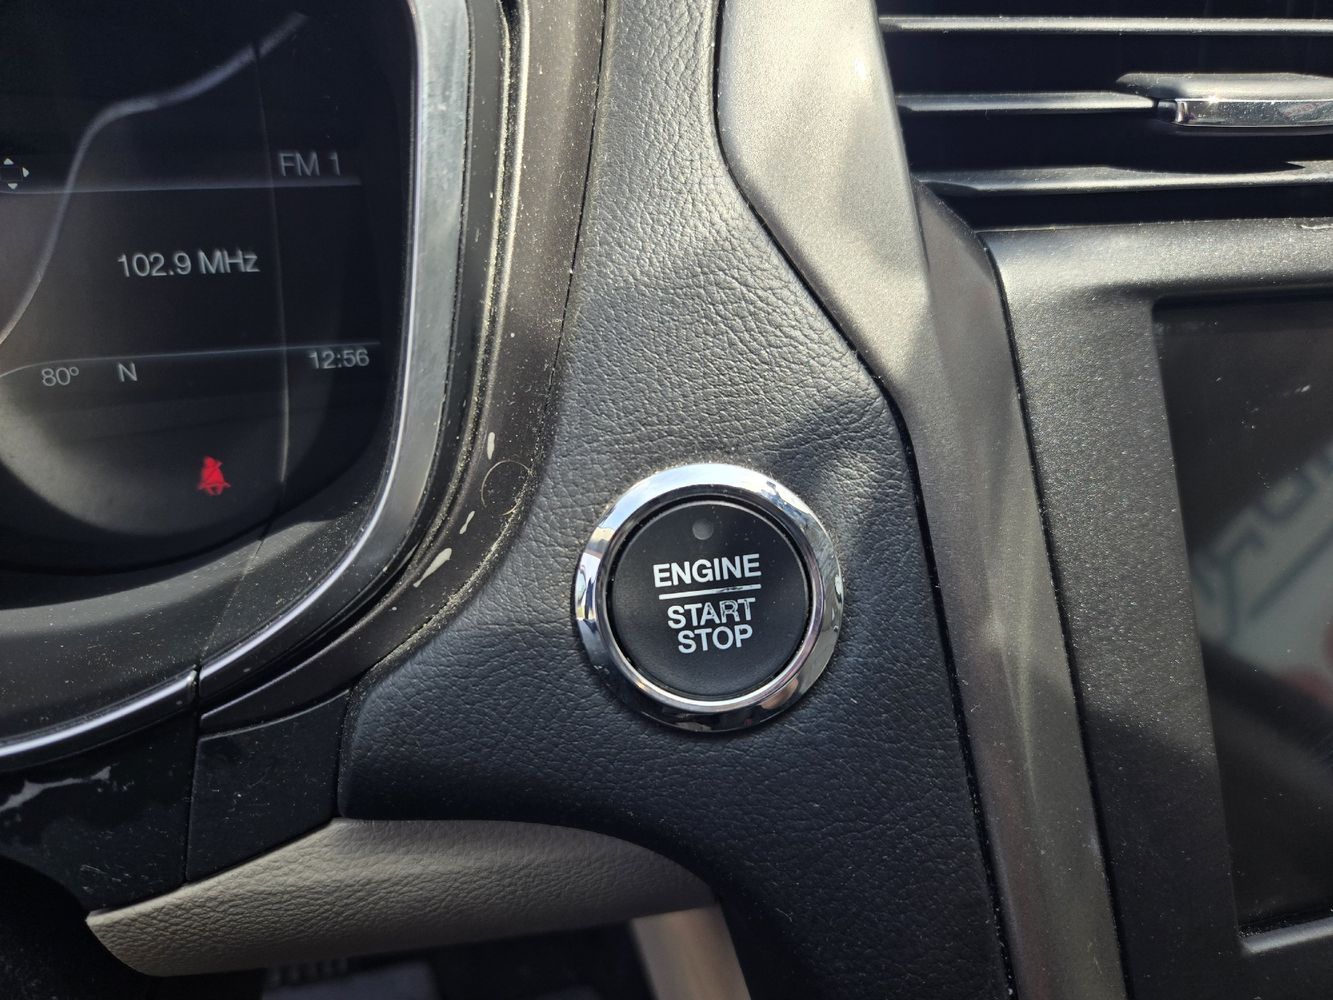 FM 1
102.9 MHz
80° N 12:56
ENGINE
START
STOP